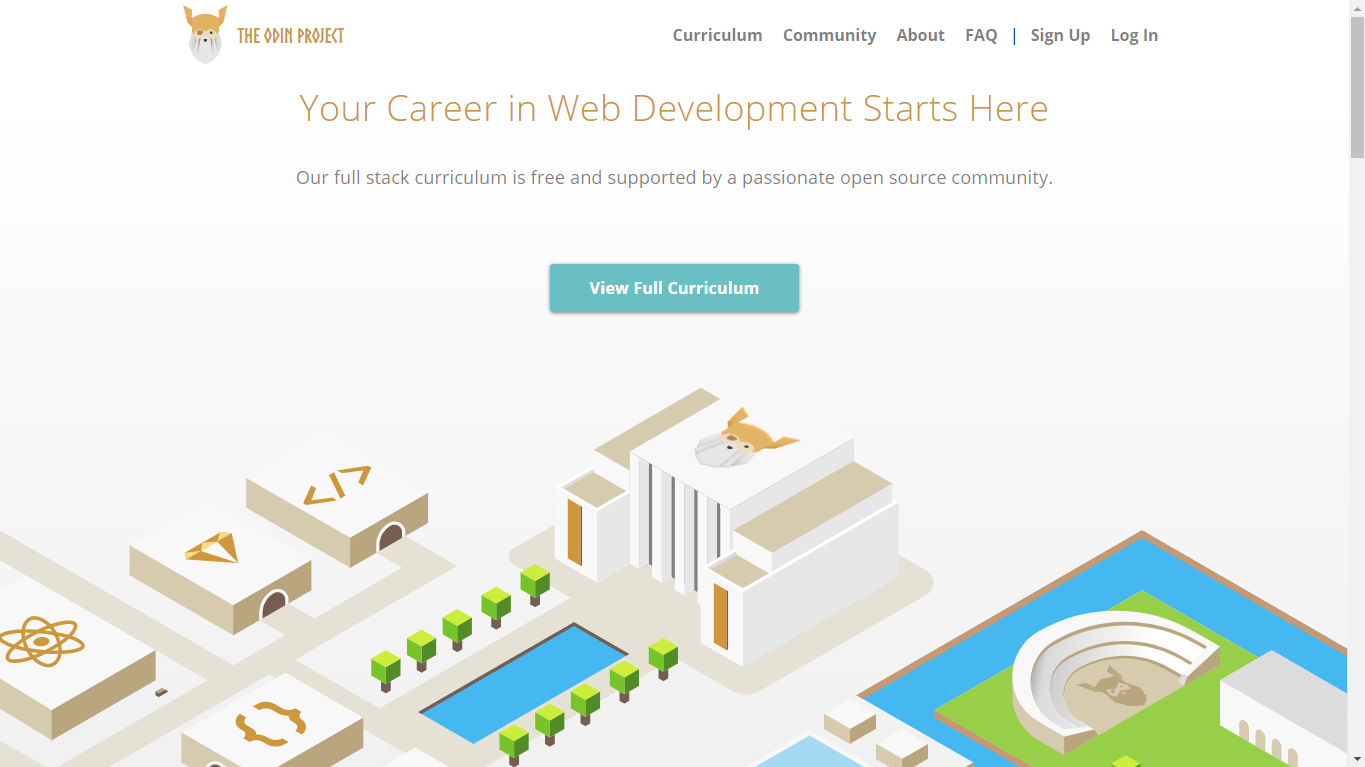 THE ODIN PROJECT
Curriculum Community About FAQ | Sign Up Log In
Your Career in Web Development Starts Here
Our full stack curriculum is free and supported by a passionate open source community.
View Full Curriculum
</>
{}